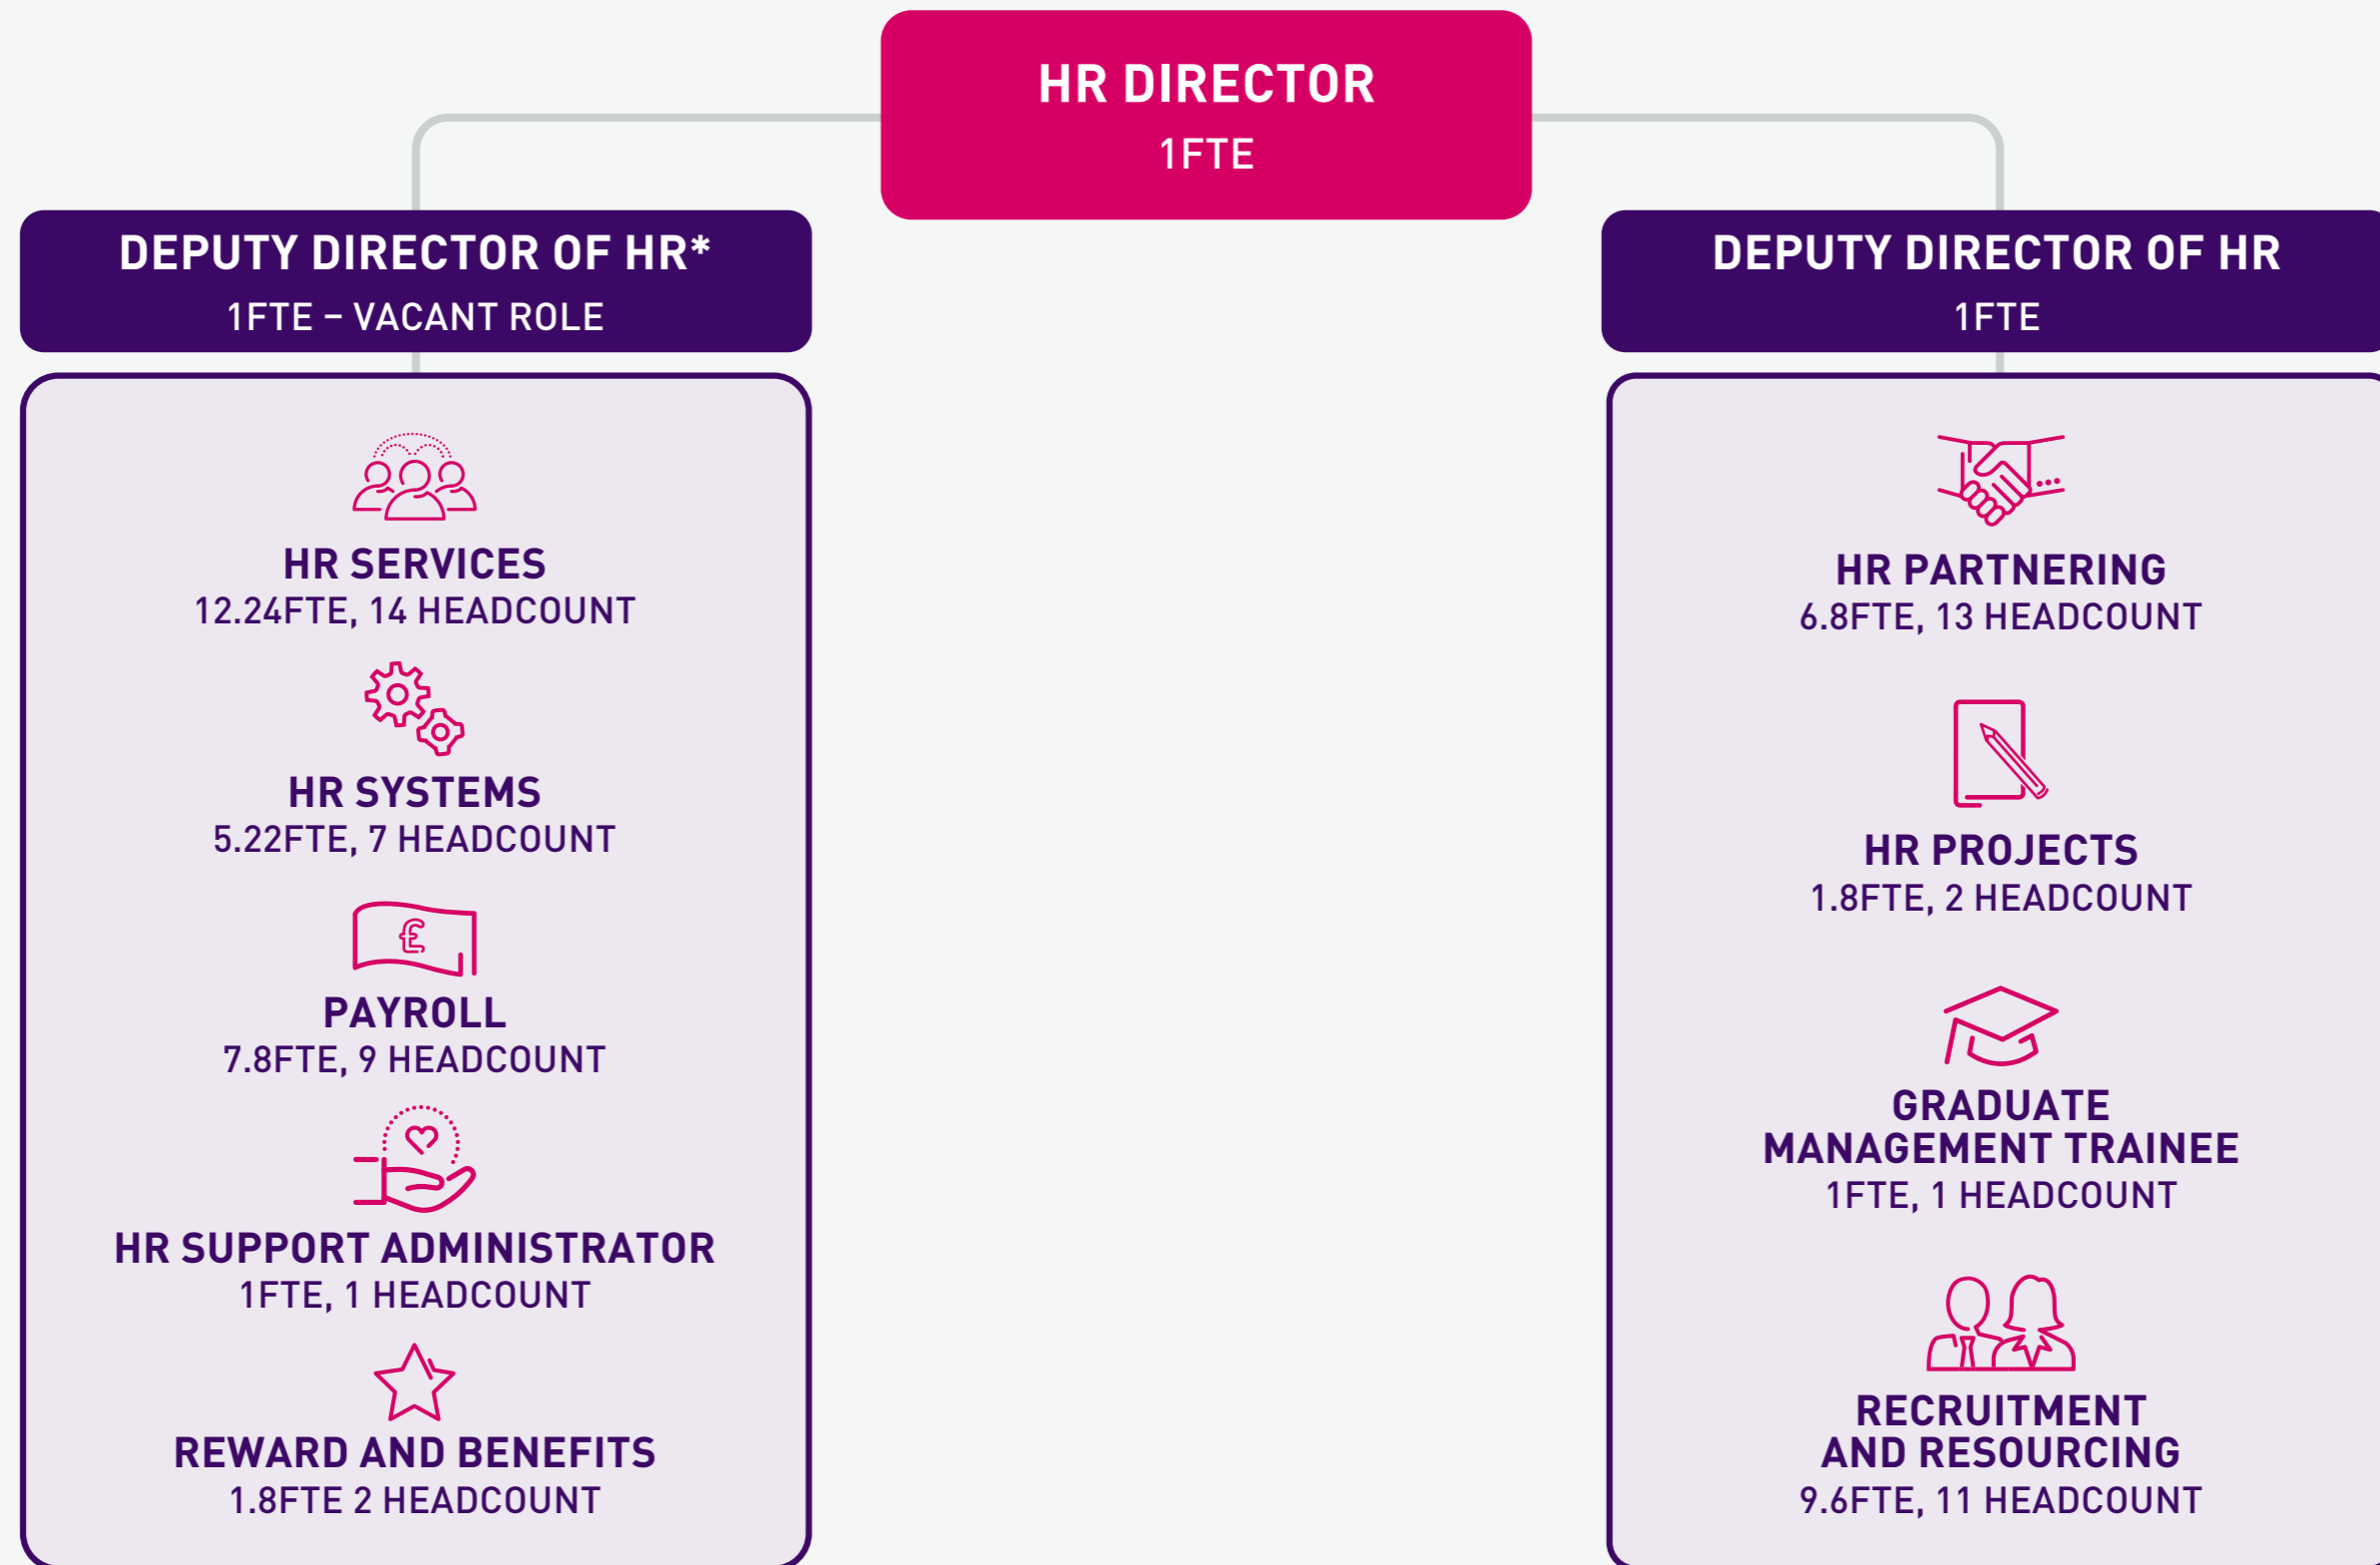 HR DIRECTOR
1FTE
DEPUTY DIRECTOR OF HR*
1FTE – VACANT ROLE
HR SERVICES
12.24FTE, 14 HEADCOUNT
HR SYSTEMS
5.22FTE, 7 HEADCOUNT
£
PAYROLL
7.8FTE, 9 HEADCOUNT
HR SUPPORT ADMINISTRATOR
1FTE, 1 HEADCOUNT
REWARD AND BENEFITS
1.8FTE 2 HEADCOUNT
DEPUTY DIRECTOR OF HR
1FTE
HR PARTNERING
6.8FTE, 13 HEADCOUNT
HR PROJECTS
1.8FTE, 2 HEADCOUNT
GRADUATE
MANAGEMENT TRAINEE
1FTE, 1 HEADCOUNT
RECRUITMENT
AND RESOURCING
9.6FTE, 11 HEADCOUNT